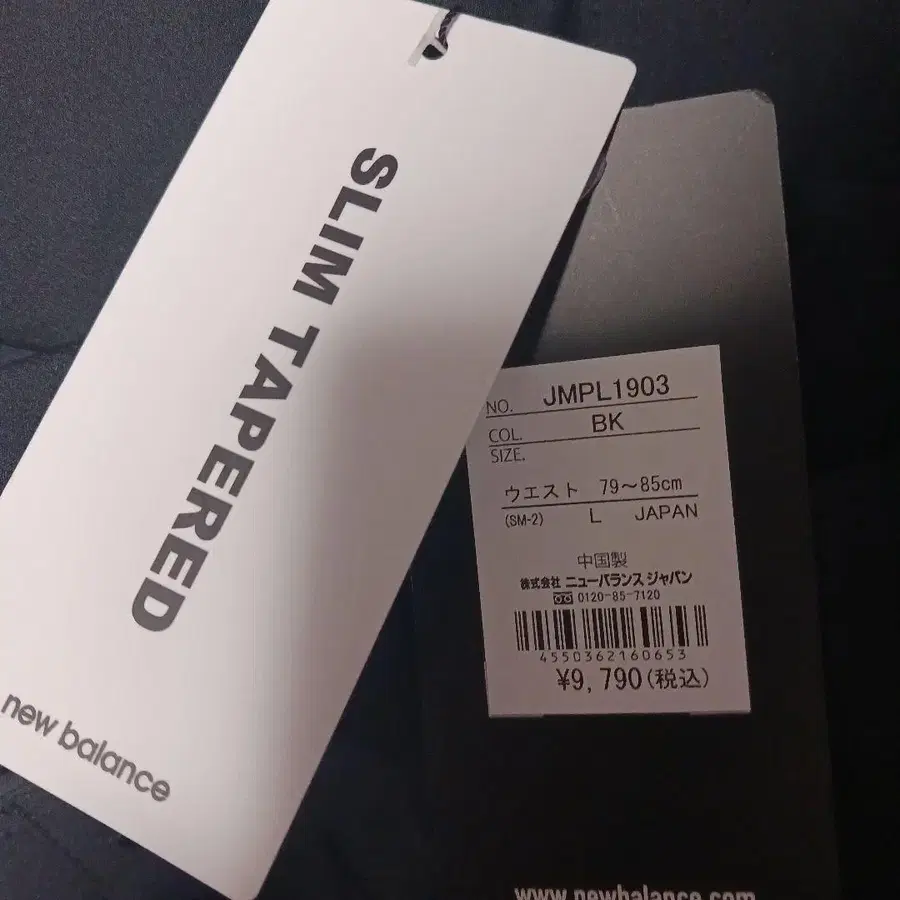 SLIM TAPERED
new balance
NO. JMPL1903
COL. BK
SIZE.
ウエスト 79~85cm
(SM-2) L JAPAN
中国製
株式会社 ニューバランス ジャパン
0120-85-7120
4550362160653
¥9,790(税込)
www.newbalance.com